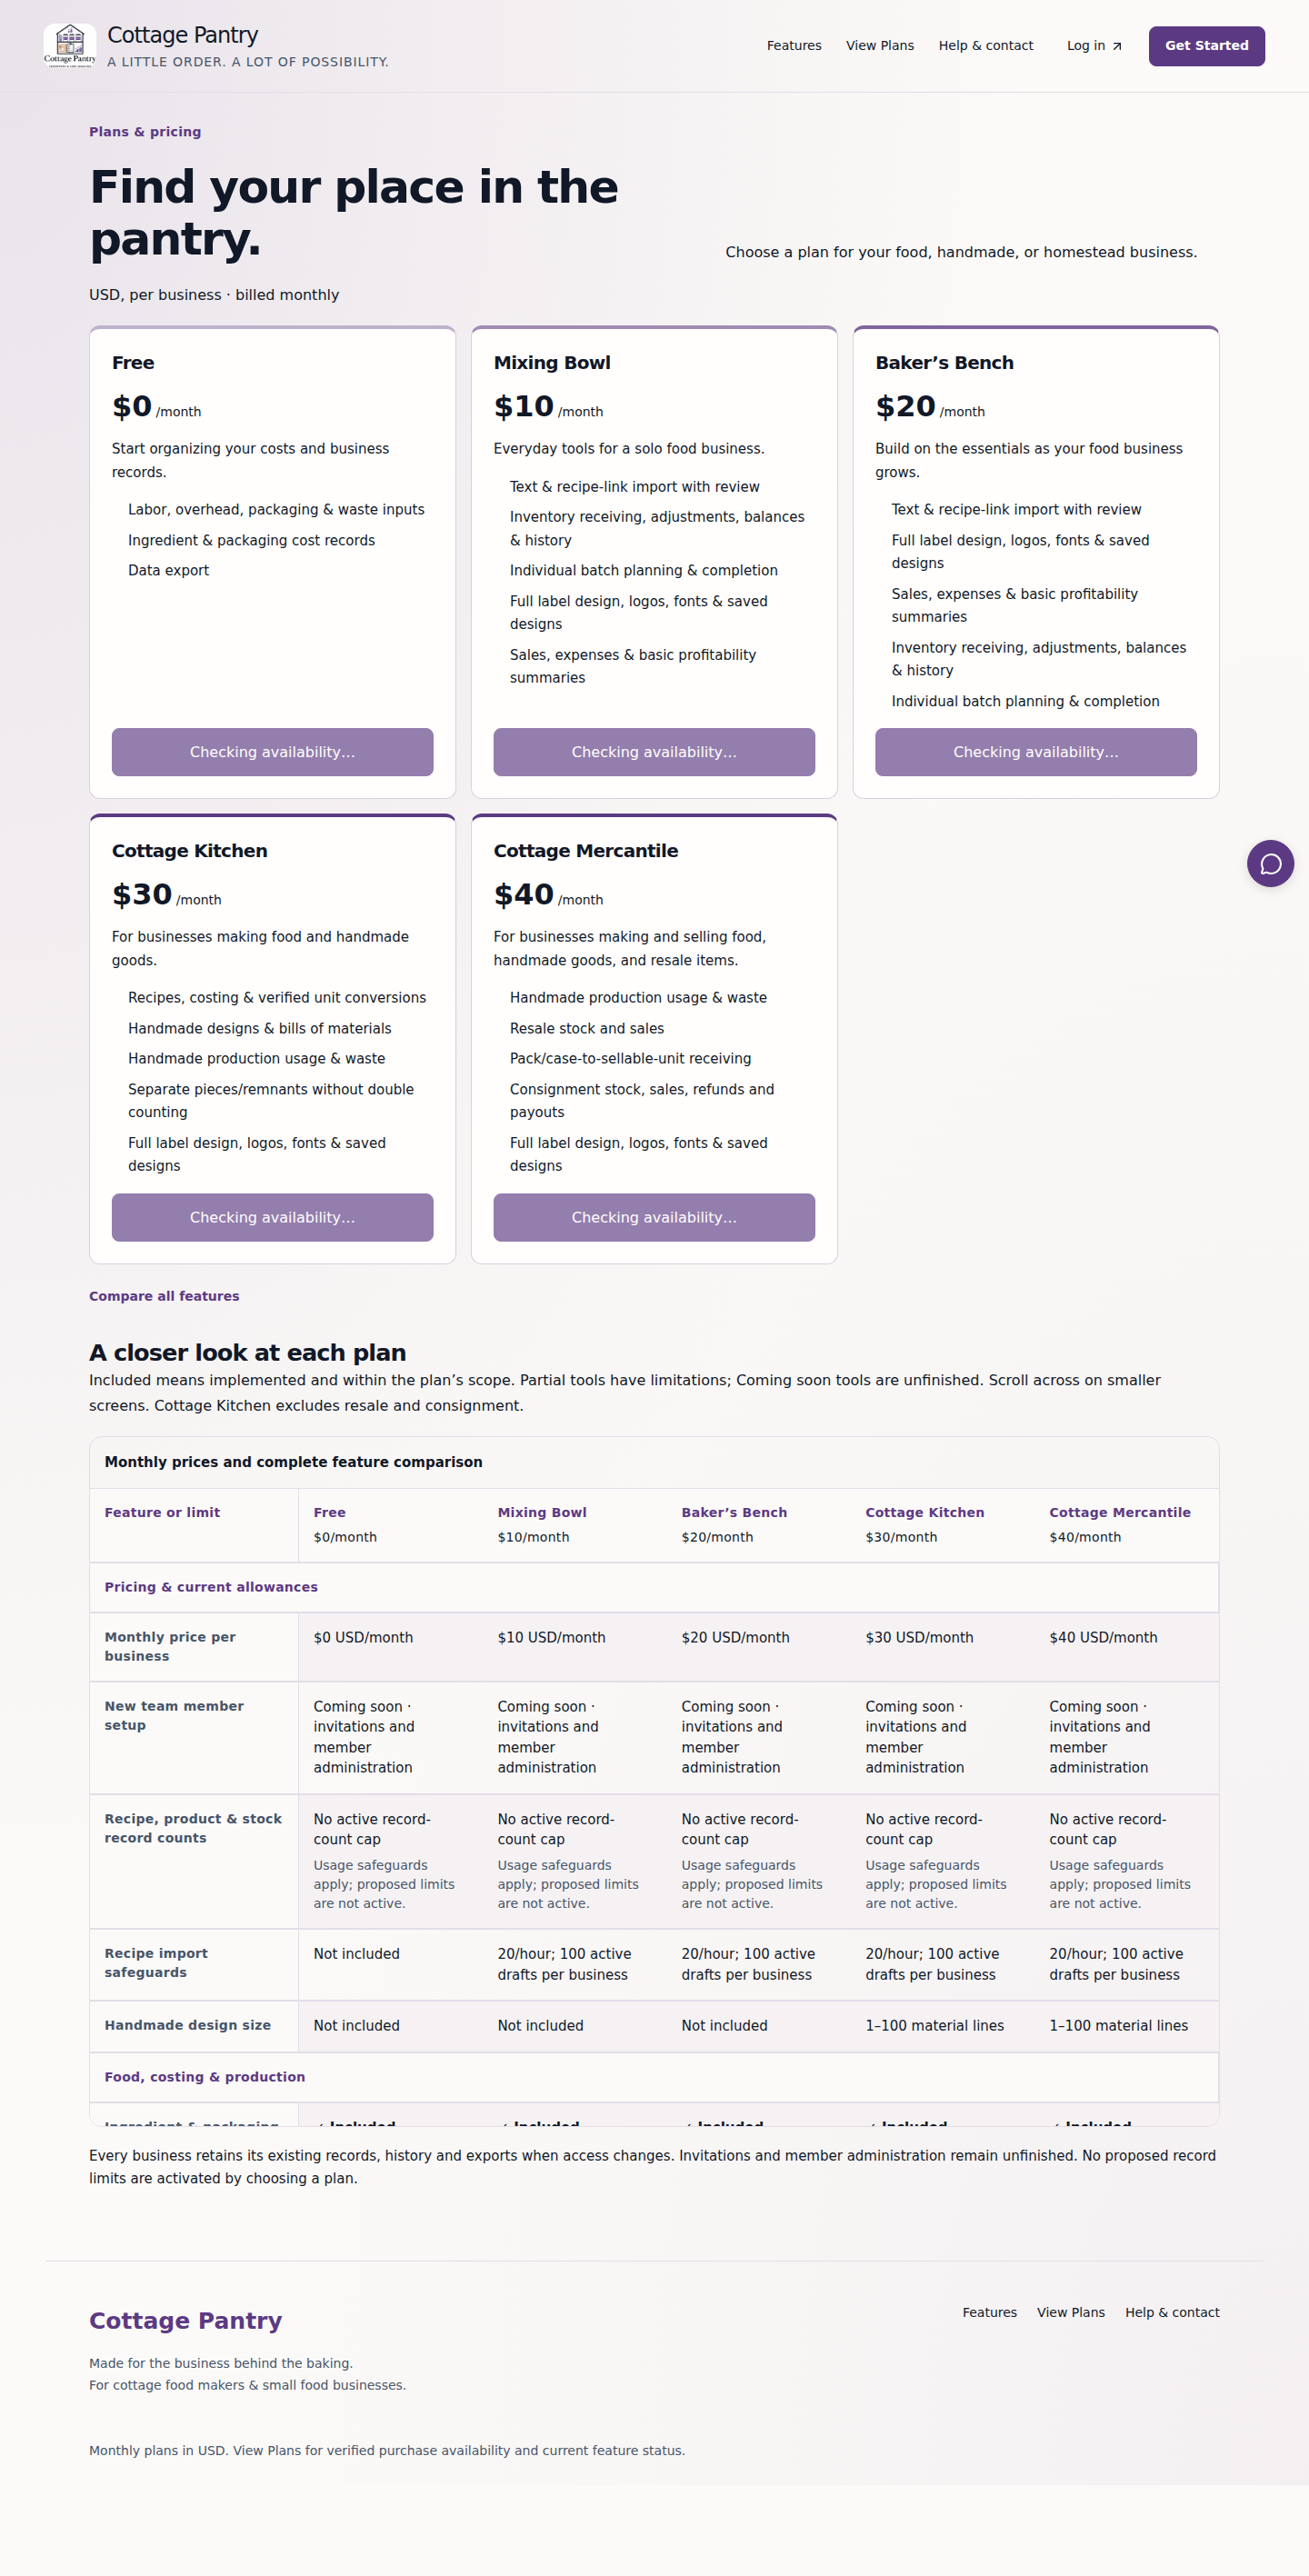 Cottage Pantry
Cottage Pantry
A LITTLE ORDER. A LOT OF POSSIBILITY.
Features
View Plans
Help & contact
Log in
Get Started
Plans & pricing
Find your place in the
pantry.
Choose a plan for your food, handmade, or homestead business.
USD, per business · billed monthly
Free
$0 /month
Start organizing your costs and business
records.
Labor, overhead, packaging & waste inputs
Ingredient & packaging cost records
Data export
Checking availability…
Mixing Bowl
$10 /month
Everyday tools for a solo food business.
Text & recipe-link import with review
Inventory receiving, adjustments, balances
& history
Individual batch planning & completion
Full label design, logos, fonts & saved
designs
Sales, expenses & basic profitability
summaries
Checking availability…
Baker’s Bench
$20 /month
Build on the essentials as your food business
grows.
Text & recipe-link import with review
Full label design, logos, fonts & saved
designs
Sales, expenses & basic profitability
summaries
Inventory receiving, adjustments, balances
& history
Individual batch planning & completion
Checking availability…
Cottage Kitchen
$30 /month
For businesses making food and handmade
goods.
Recipes, costing & verified unit conversions
Handmade designs & bills of materials
Handmade production usage & waste
Separate pieces/remnants without double
counting
Full label design, logos, fonts & saved
designs
Checking availability…
Cottage Mercantile
$40 /month
For businesses making and selling food,
handmade goods, and resale items.
Handmade production usage & waste
Resale stock and sales
Pack/case-to-sellable-unit receiving
Consignment stock, sales, refunds and
payouts
Full label design, logos, fonts & saved
designs
Checking availability…
Compare all features
A closer look at each plan
Included means implemented and within the plan’s scope. Partial tools have limitations; Coming soon tools are unfinished. Scroll across on smaller
screens. Cottage Kitchen excludes resale and consignment.
Monthly prices and complete feature comparison
Feature or limit
Free
$0/month
Mixing Bowl
$10/month
Baker’s Bench
$20/month
Cottage Kitchen
$30/month
Cottage Mercantile
$40/month
Pricing & current allowances
Monthly price per
business
$0 USD/month
$10 USD/month
$20 USD/month
$30 USD/month
$40 USD/month
New team member
setup
Coming soon ·
invitations and
member
administration
Coming soon ·
invitations and
member
administration
Coming soon ·
invitations and
member
administration
Coming soon ·
invitations and
member
administration
Coming soon ·
invitations and
member
administration
Recipe, product & stock
record counts
No active record-
count cap
Usage safeguards
apply; proposed limits
are not active.
No active record-
count cap
Usage safeguards
apply; proposed limits
are not active.
No active record-
count cap
Usage safeguards
apply; proposed limits
are not active.
No active record-
count cap
Usage safeguards
apply; proposed limits
are not active.
No active record-
count cap
Usage safeguards
apply; proposed limits
are not active.
Recipe import
safeguards
Not included
20/hour; 100 active
drafts per business
20/hour; 100 active
drafts per business
20/hour; 100 active
drafts per business
20/hour; 100 active
drafts per business
Handmade design size
Not included
Not included
Not included
1–100 material lines
1–100 material lines
Food, costing & production
Ingredient & packaging
✓ Included
✓ Included
✓ Included
✓ Included
✓ Included
Every business retains its existing records, history and exports when access changes. Invitations and member administration remain unfinished. No proposed record
limits are activated by choosing a plan.
Cottage Pantry
Features
View Plans
Help & contact
Made for the business behind the baking.
For cottage food makers & small food businesses.
Monthly plans in USD. View Plans for verified purchase availability and current feature status.